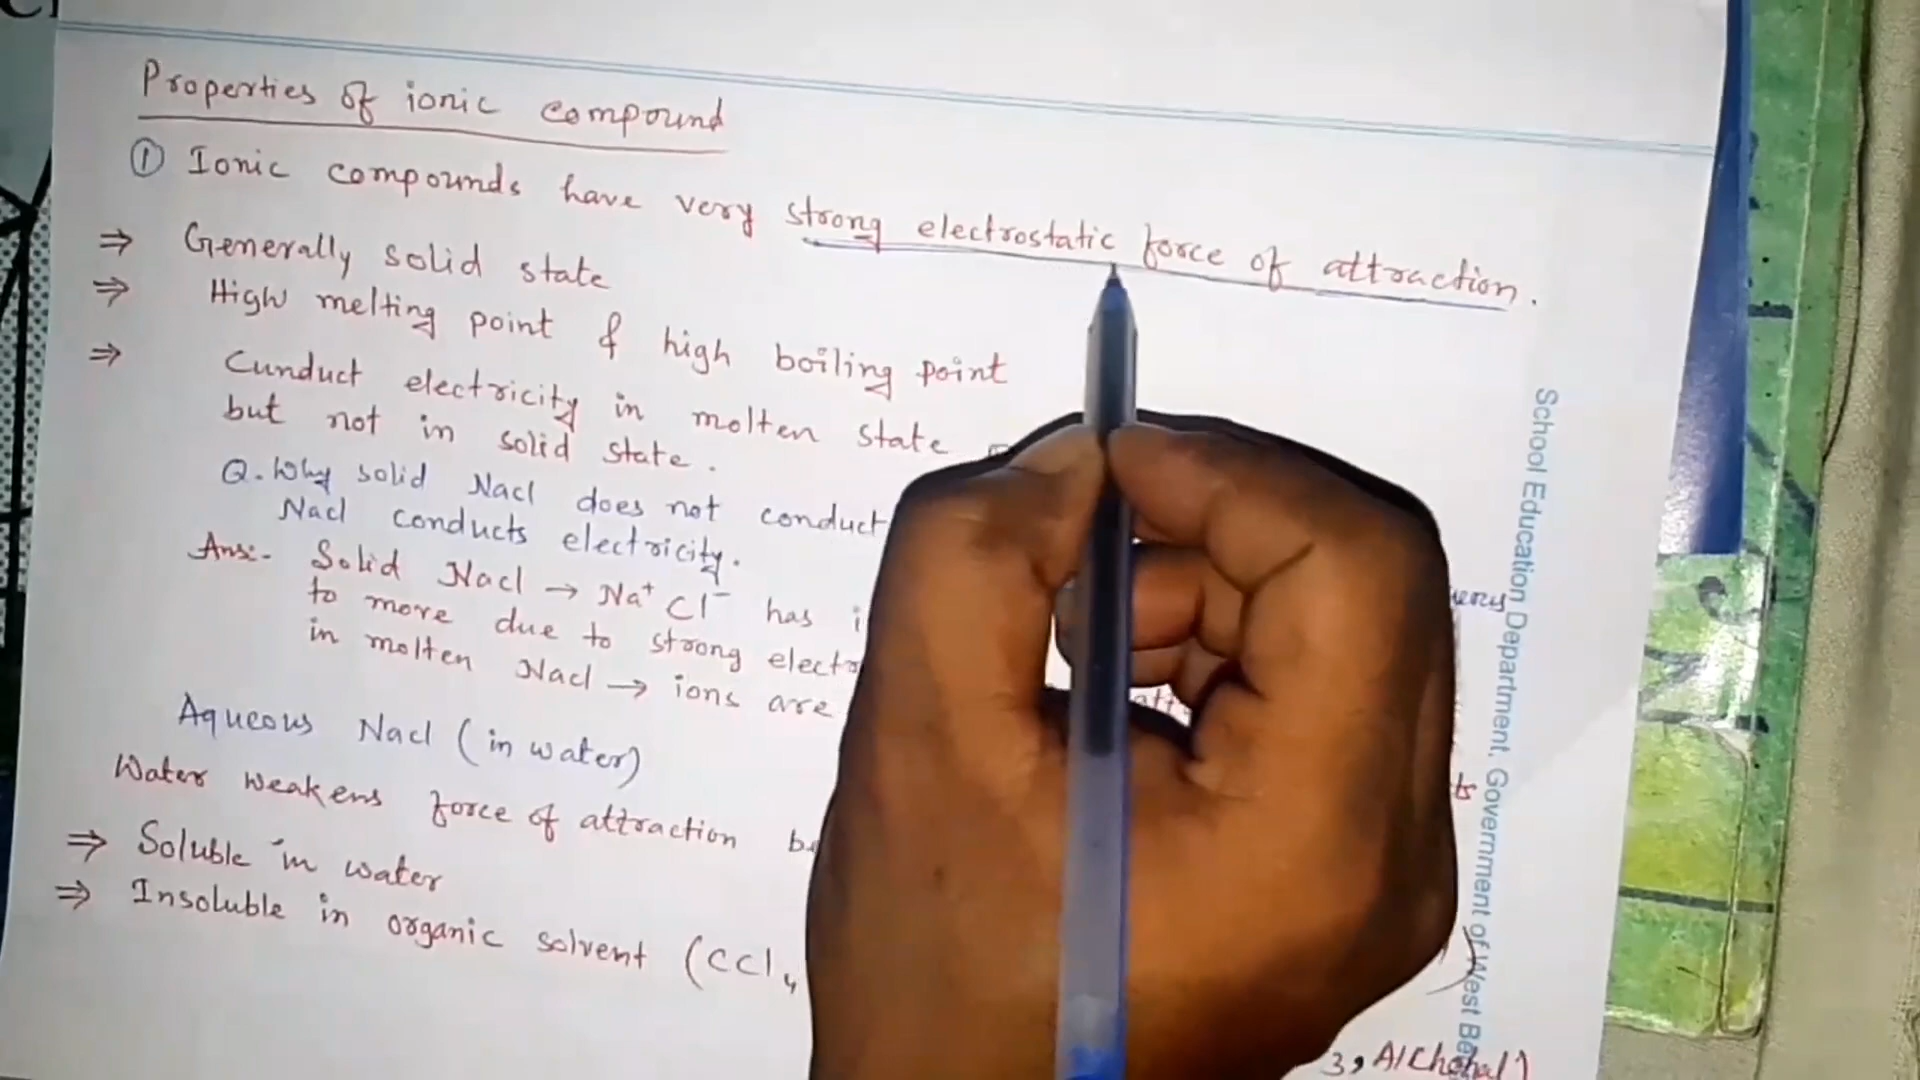 Properties of ionic compound
① Ionic compounds have very strong electrostatic force of attraction.
⇒ Generally solid state
⇒ High melting point & high boiling point
⇒ Cunduct electricity in molten state
but not in solid state.
Q. Why solid Nacl does not conduct
Nacl conducts electricity.
Ans:- Solid Nacl → Na⁺ Cl⁻ has
to more due to strong
in molten Nacl → ions are
Aqueous Nacl (in water)
Water weakens force of attraction
⇒ Soluble in water
⇒ Insoluble in organic solvent (CCl₄
School Education Department, Government of West